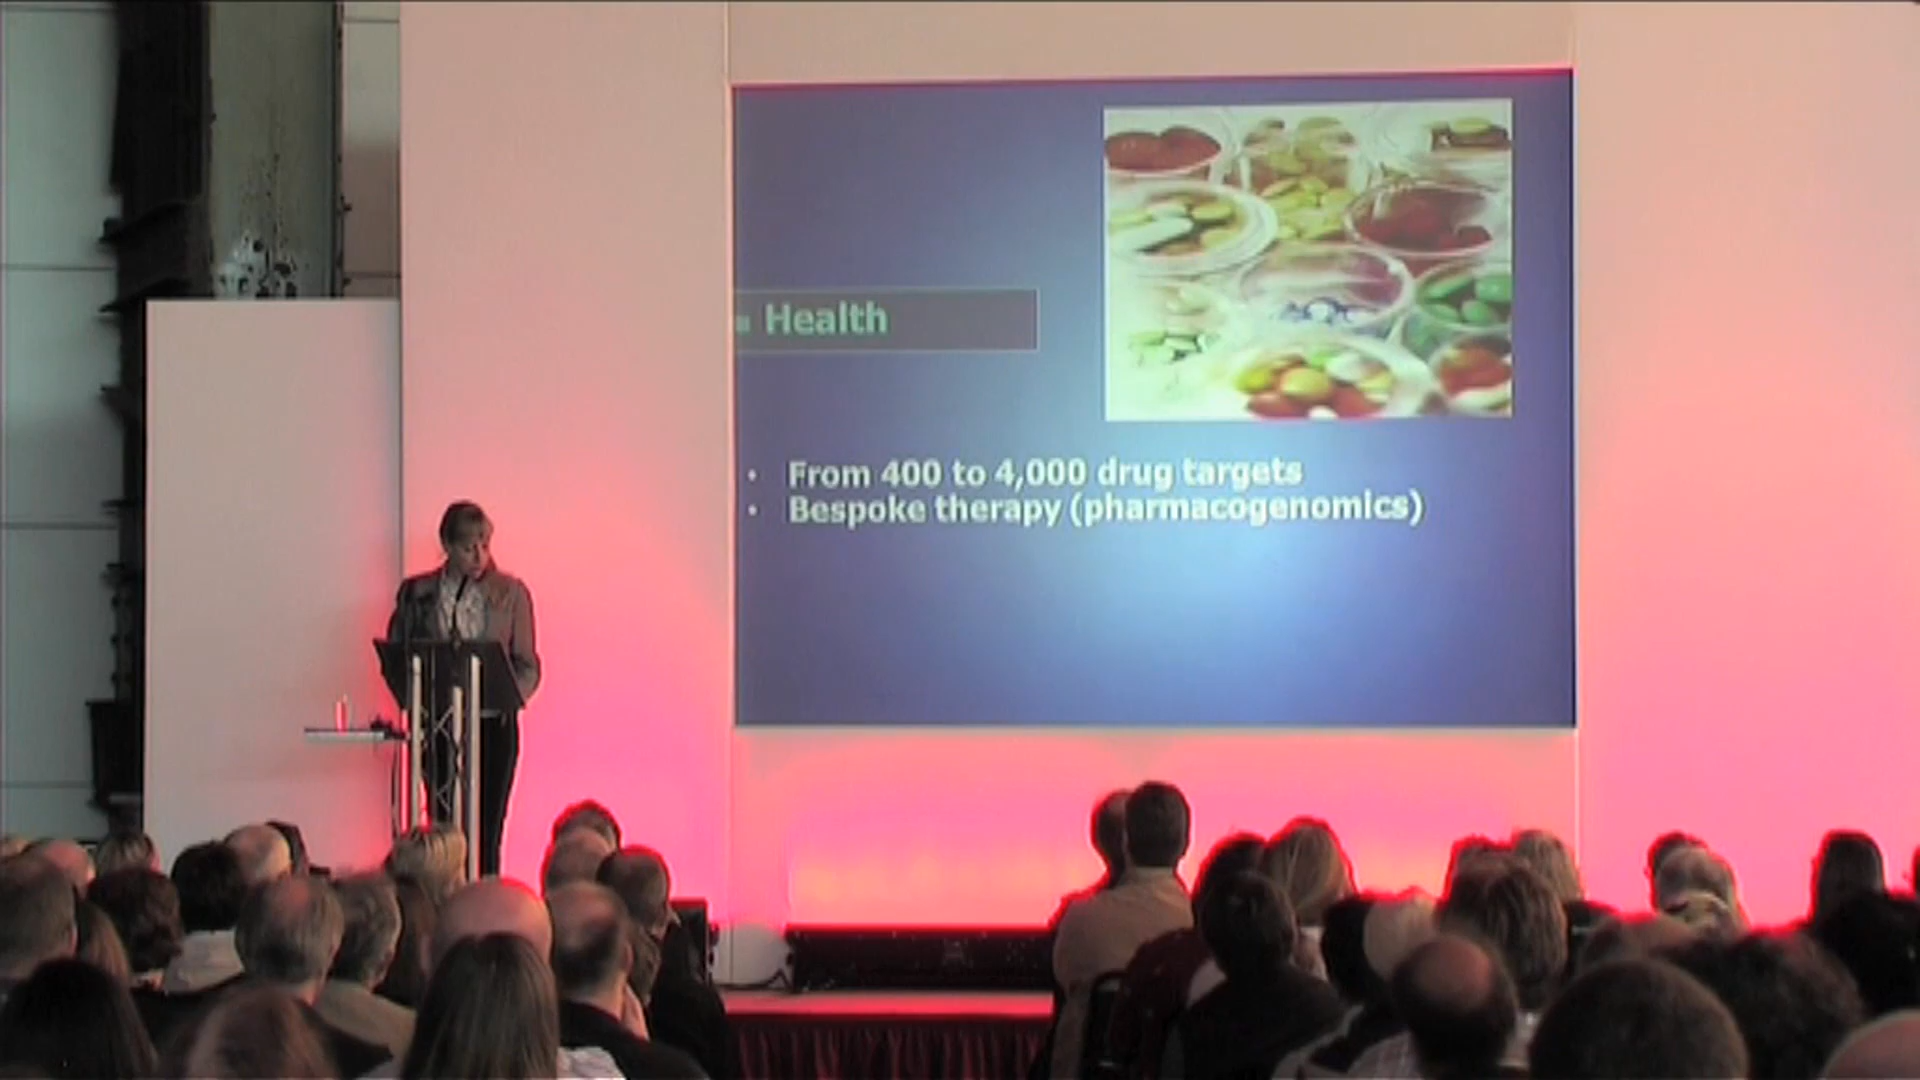 ▪ Health
• From 400 to 4,000 drug targets
• Bespoke therapy (pharmacogenomics)